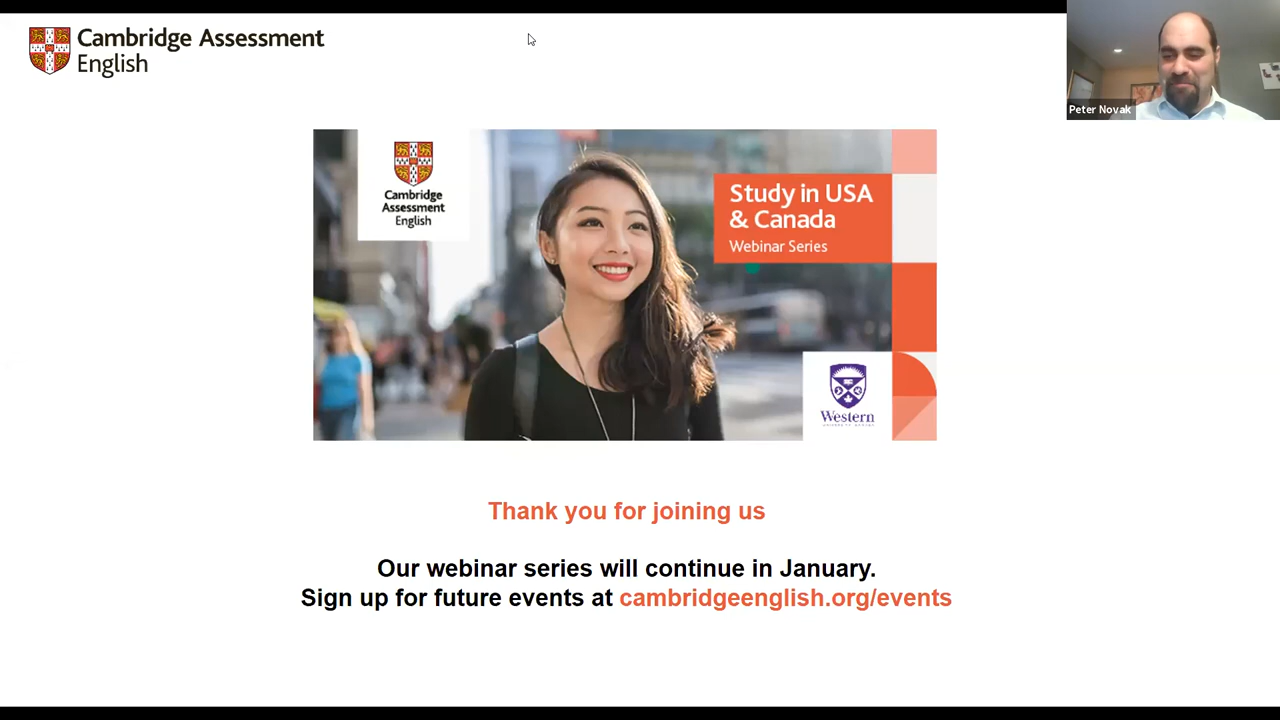 Cambridge Assessment
English
Peter Novak
Cambridge
Assessment
English
Study in USA
& Canada
Webinar Series
Western
Thank you for joining us
Our webinar series will continue in January.
Sign up for future events at cambridgeenglish.org/events